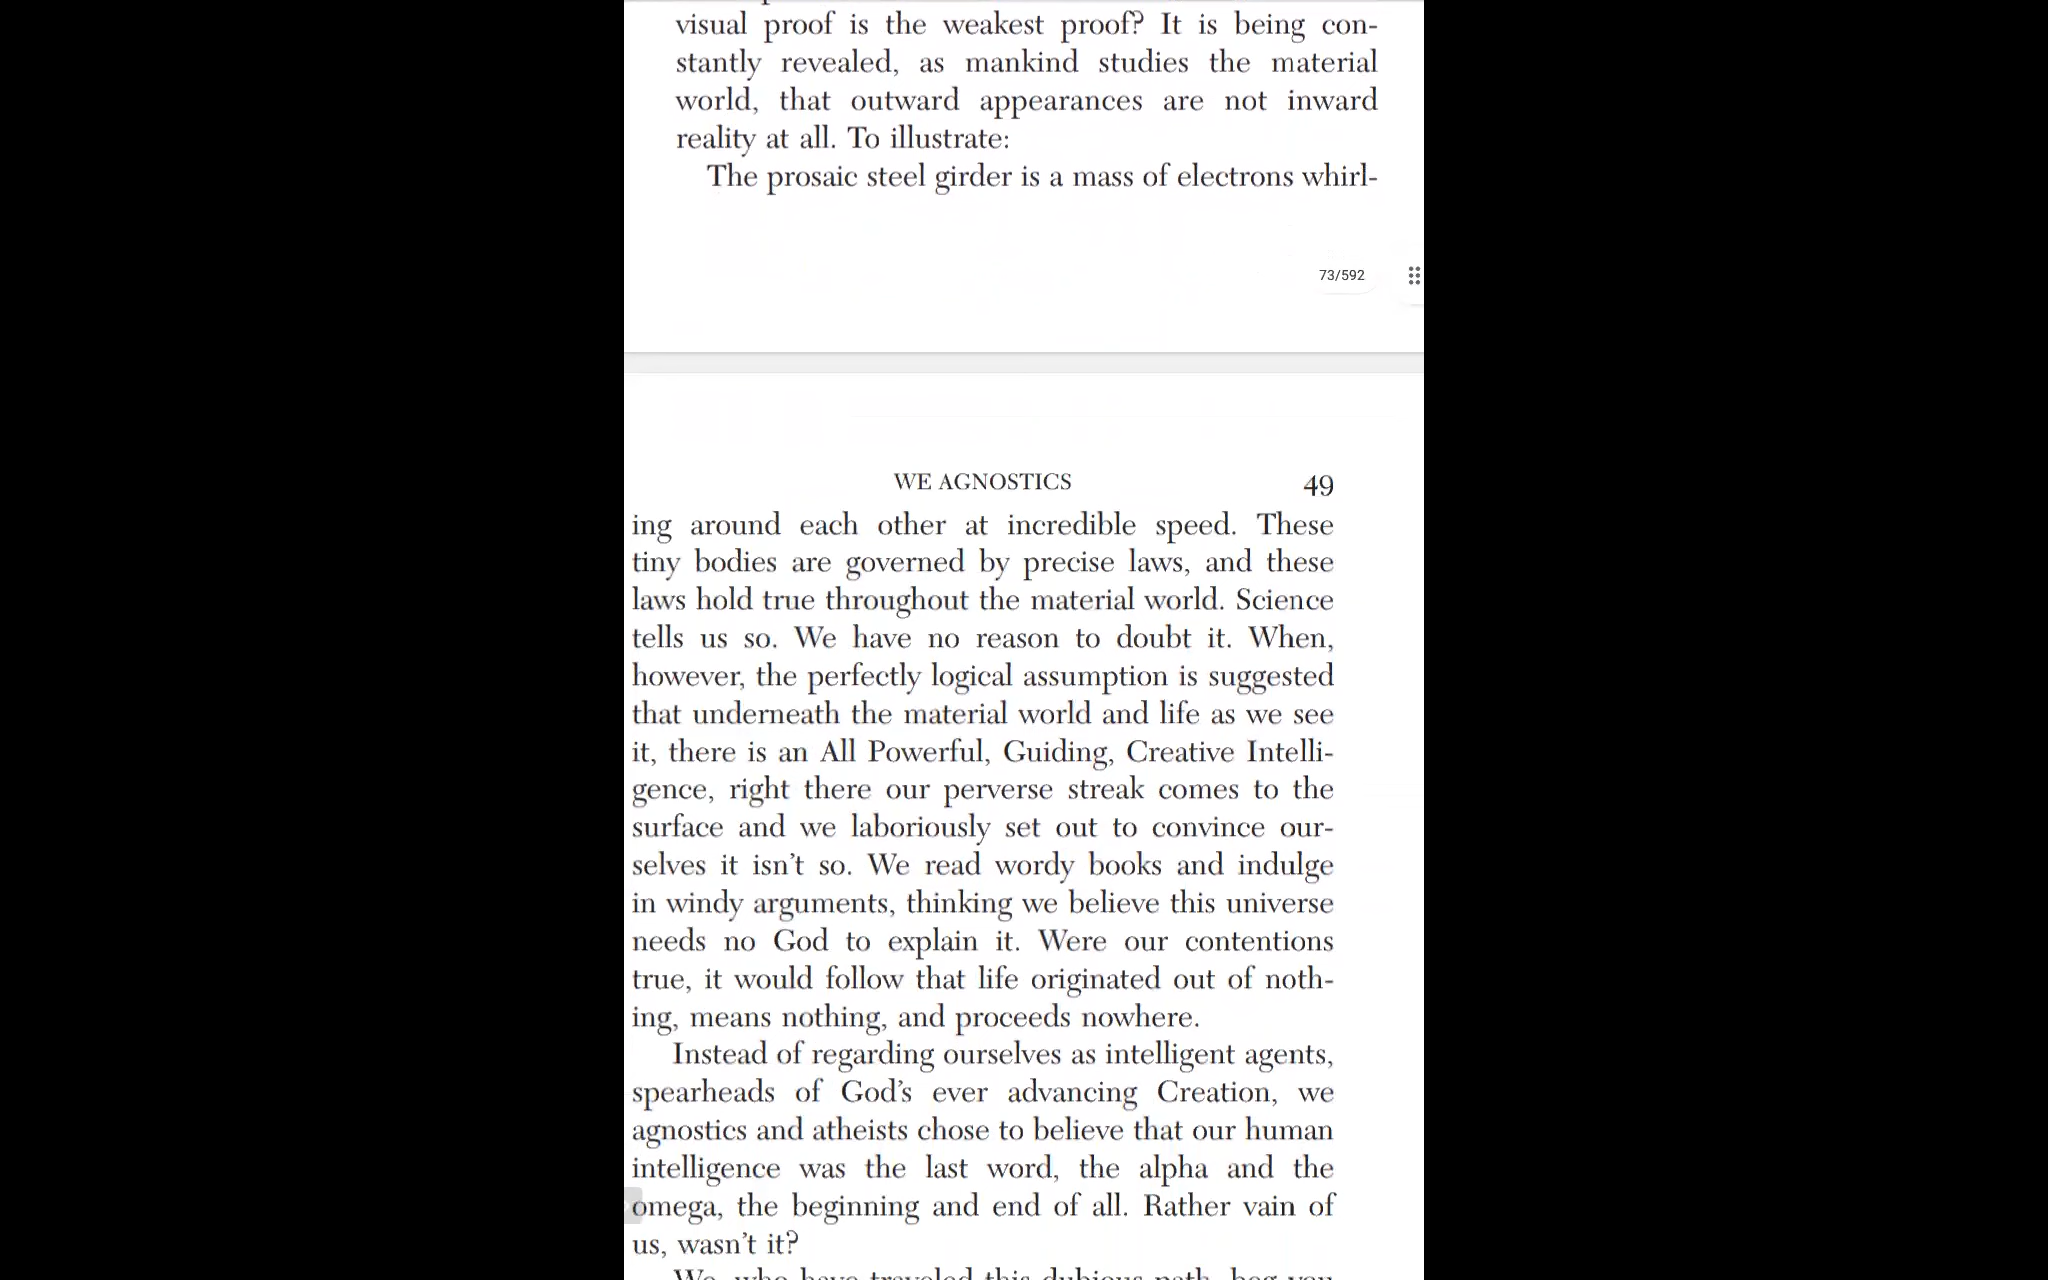 visual proof is the weakest proof? It is being con-
stantly revealed, as mankind studies the material
world, that outward appearances are not inward
reality at all. To illustrate:
The prosaic steel girder is a mass of electrons whirl-
73/592
WE AGNOSTICS 49
ing around each other at incredible speed. These
tiny bodies are governed by precise laws, and these
laws hold true throughout the material world. Science
tells us so. We have no reason to doubt it. When,
however, the perfectly logical assumption is suggested
that underneath the material world and life as we see
it, there is an All Powerful, Guiding, Creative Intelli-
gence, right there our perverse streak comes to the
surface and we laboriously set out to convince our-
selves it isn't so. We read wordy books and indulge
in windy arguments, thinking we believe this universe
needs no God to explain it. Were our contentions
true, it would follow that life originated out of noth-
ing, means nothing, and proceeds nowhere.
Instead of regarding ourselves as intelligent agents,
spearheads of God's ever advancing Creation, we
agnostics and atheists chose to believe that our human
intelligence was the last word, the alpha and the
omega, the beginning and end of all. Rather vain of
us, wasn't it?
We, who have traveled this dubious path, beg you